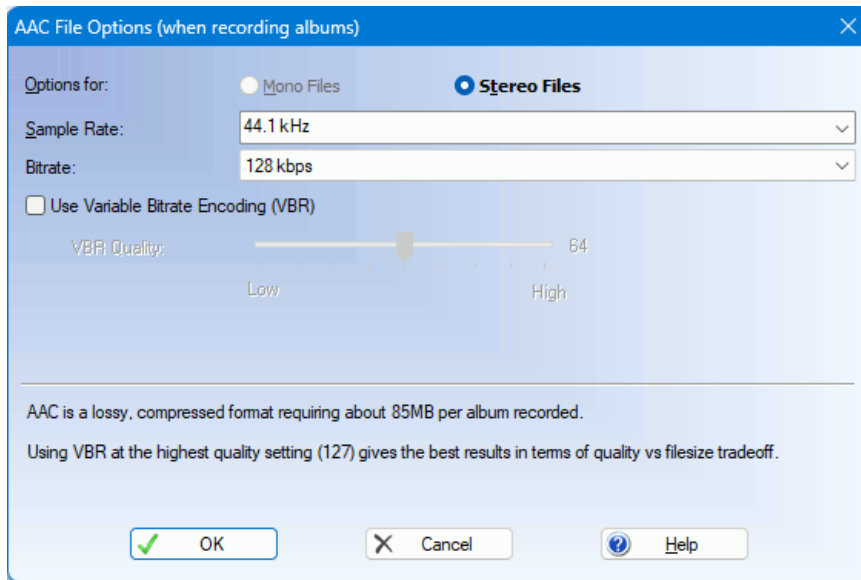 AAC File Options (when recording albums)
Options for: Mono Files Stereo Files
Sample Rate: 44.1 kHz
Bitrate: 128 kbps
Use Variable Bitrate Encoding (VBR)
VBR Quality: 64
Low High
AAC is a lossy, compressed format requiring about 85MB per album recorded.
Using VBR at the highest quality setting (127) gives the best results in terms of quality vs filesize tradeoff.
OK Cancel Help